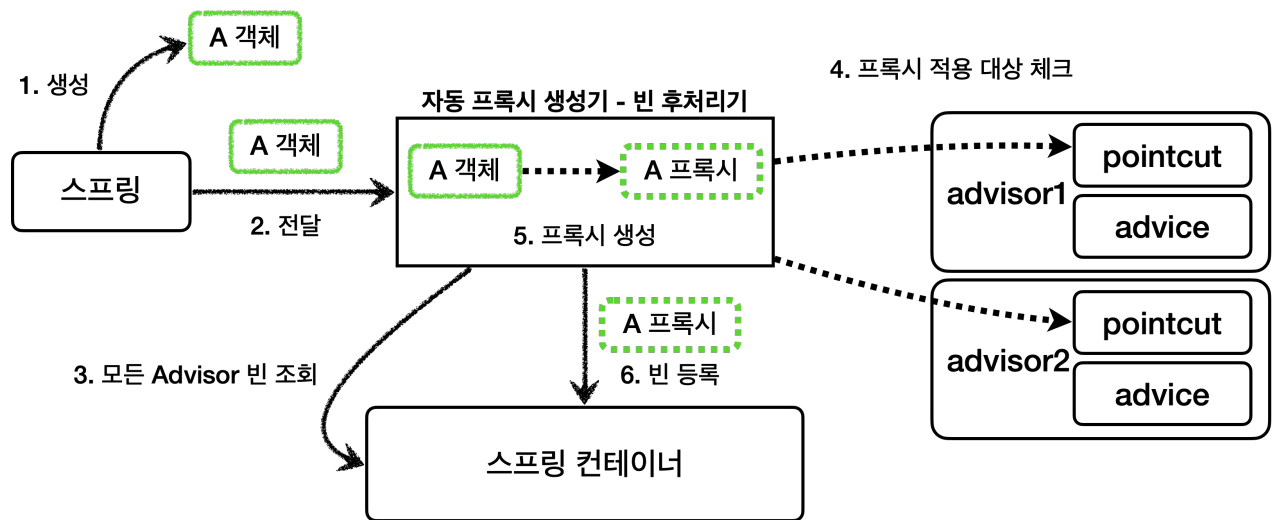 A 객체
1. 생성
스프링
A 객체
2. 전달
자동 프록시 생성기 - 빈 후처리기
A 객체
A 프록시
5. 프록시 생성
4. 프록시 적용 대상 체크
advisor1
pointcut
advice
advisor2
pointcut
advice
3. 모든 Advisor 빈 조회
A 프록시
6. 빈 등록
스프링 컨테이너